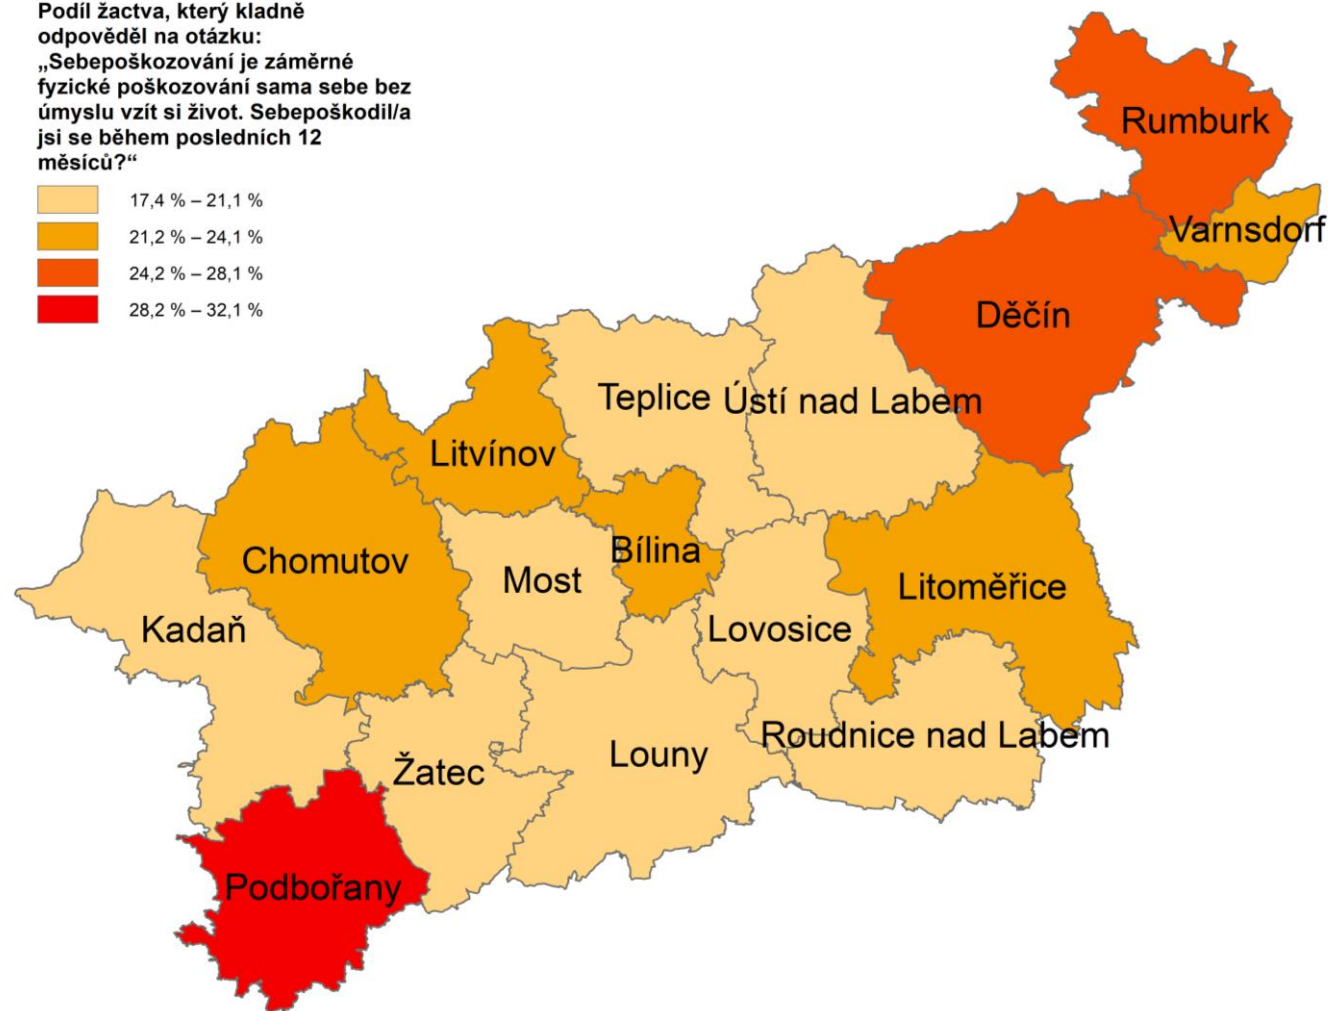 Podíl žactva, který kladně
odpověděl na otázku:
„Sebepoškozování je záměrné
fyzické poškozování sama sebe bez
úmyslu vzít si život. Sebepoškodil/a
jsi se během posledních 12
měsíců?“
17,4 % – 21,1 %
21,2 % – 24,1 %
24,2 % – 28,1 %
28,2 % – 32,1 %
Rumburk
Varnsdorf
Děčín
Teplice
Ústí nad Labem
Litvínov
Chomutov
Bílina
Most
Litoměřice
Kadaň
Lovosice
Roudnice nad Labem
Louny
Žatec
Podbořany